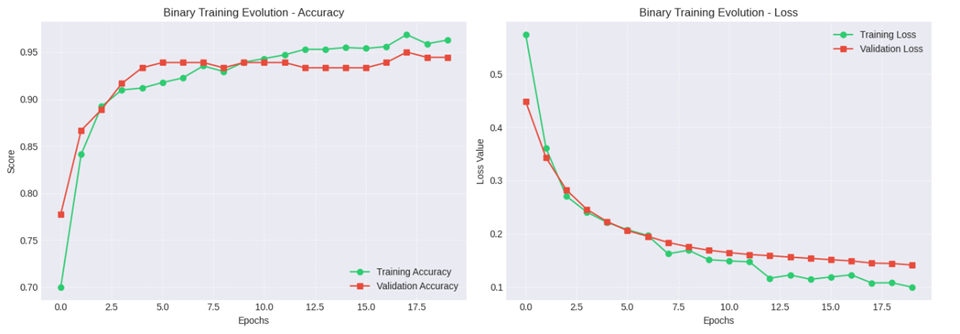 Binary Training Evolution - Accuracy
Score
0.95
0.90
0.85
0.80
0.75
0.70
Training Accuracy
Validation Accuracy
0.0 2.5 5.0 7.5 10.0 12.5 15.0 17.5
Epochs
Binary Training Evolution - Loss
Loss Value
Training Loss
Validation Loss
0.5
0.4
0.3
0.2
0.1
0.0 2.5 5.0 7.5 10.0 12.5 15.0 17.5
Epochs